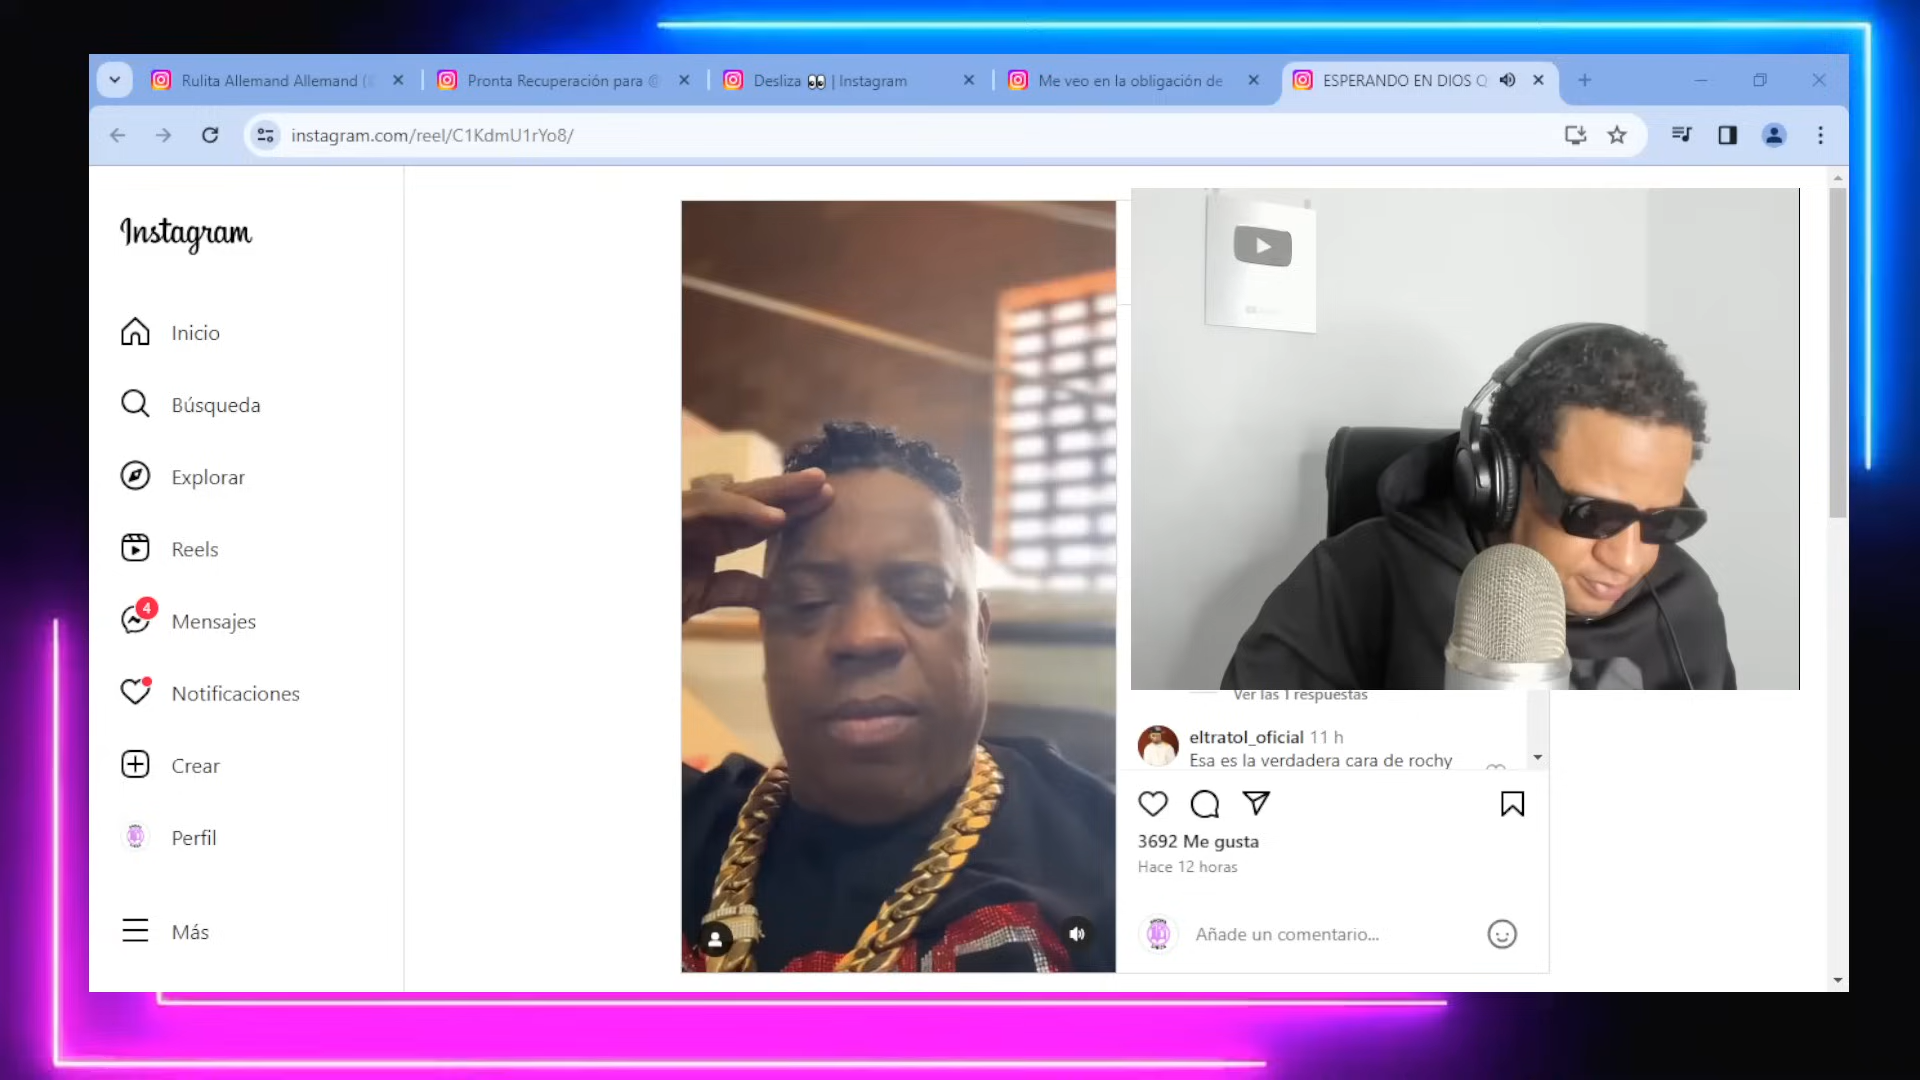 Rulita Allemand Allemand (
Pronta Recuperación para @
Desliza 👀 | Instagram
Me veo en la obligación de
ESPERANDO EN DIOS Q
instagram.com/reel/C1KdmU1rYo8/
Instagram
Inicio
Búsqueda
Explorar
Reels
4
Mensajes
Notificaciones
Crear
Perfil
Más
Ver las 1 respuestas
eltratol_oficial 11 h
Esa es la verdadera cara de rochy
3692 Me gusta
Hace 12 horas
Añade un comentario...